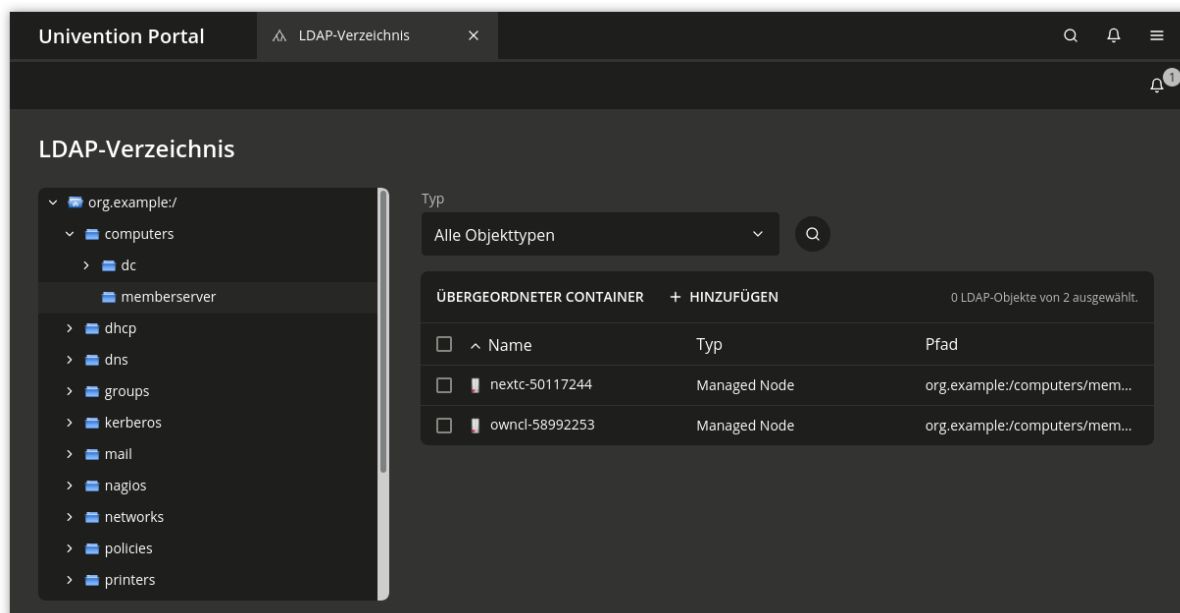 Univention Portal
LDAP-Verzeichnis
1
LDAP-Verzeichnis
org.example:/
computers
dc
memberserver
dhcp
dns
groups
kerberos
mail
nagios
networks
policies
printers
Typ
Alle Objekttypen
ÜBERGEORDNETER CONTAINER + HINZUFÜGEN 0 LDAP-Objekte von 2 ausgewählt.
Name Typ Pfad
nextc-50117244 Managed Node org.example:/computers/mem...
owncl-58992253 Managed Node org.example:/computers/mem...